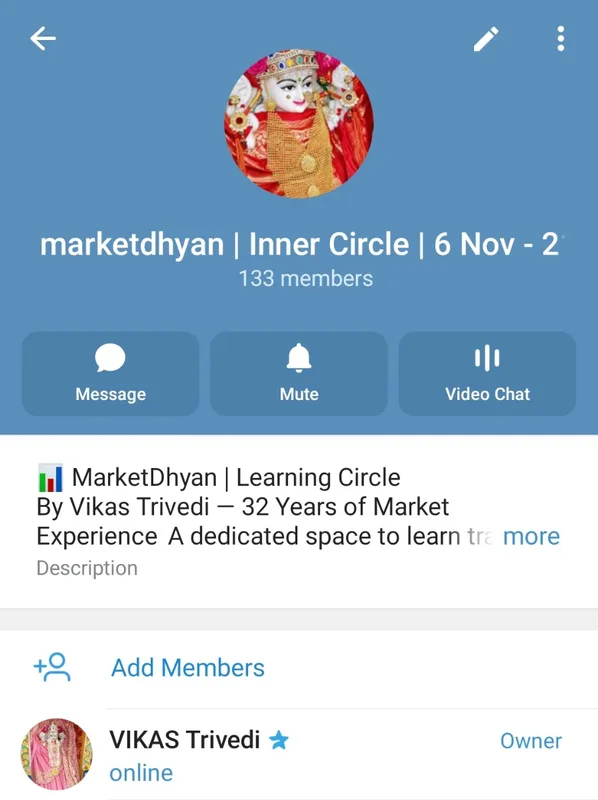 marketdhyan | Inner Circle | 6 Nov - 2
133 members
Message
Mute
Video Chat
📊 MarketDhyan | Learning Circle
By Vikas Trivedi — 32 Years of Market
Experience A dedicated space to learn more
Description
Add Members
VIKAS Trivedi
Owner
online